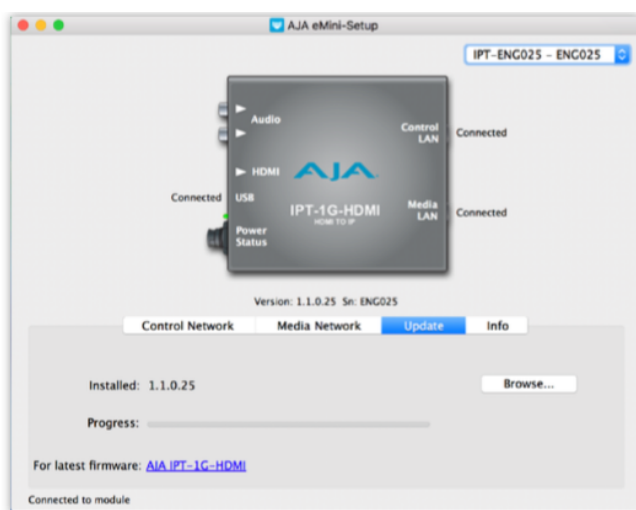 AJA eMini-Setup
IPT-ENG025 - ENG025
Audio
Control
LAN
Connected
HDMI
AJA
Connected
USB
IPT-1G-HDMI
HDMI TO IP
Media
LAN
Connected
Power
Status
Version: 1.1.0.25 Sn: ENG025
Control Network
Media Network
Update
Info
Installed: 1.1.0.25
Browse...
Progress:
For latest firmware: AJA IPT-1G-HDMI
Connected to module